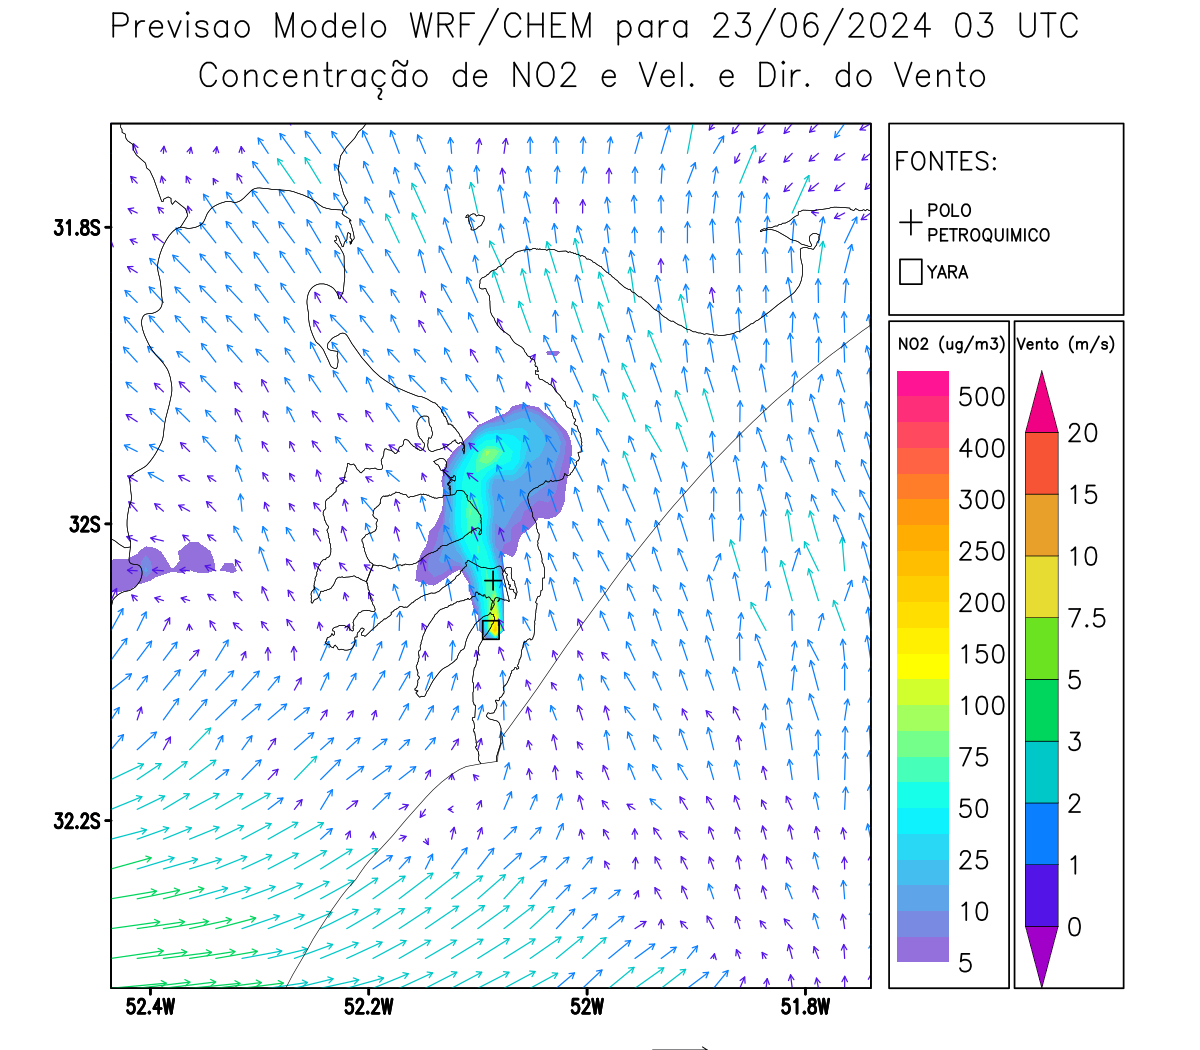 Previsao Modelo WRF/CHEM para 23/06/2024 03 UTC
Concentração de NO2 e Vel. e Dir. do Vento
31.8S
32S
32.2S
52.4W
52.2W
52W
51.8W
FONTES:
POLO
PETROQUIMICO
YARA
NO2 (ug/m3)
500
400
300
250
200
150
100
75
50
25
10
5
Vento (m/s)
20
15
10
7.5
5
3
2
1
0